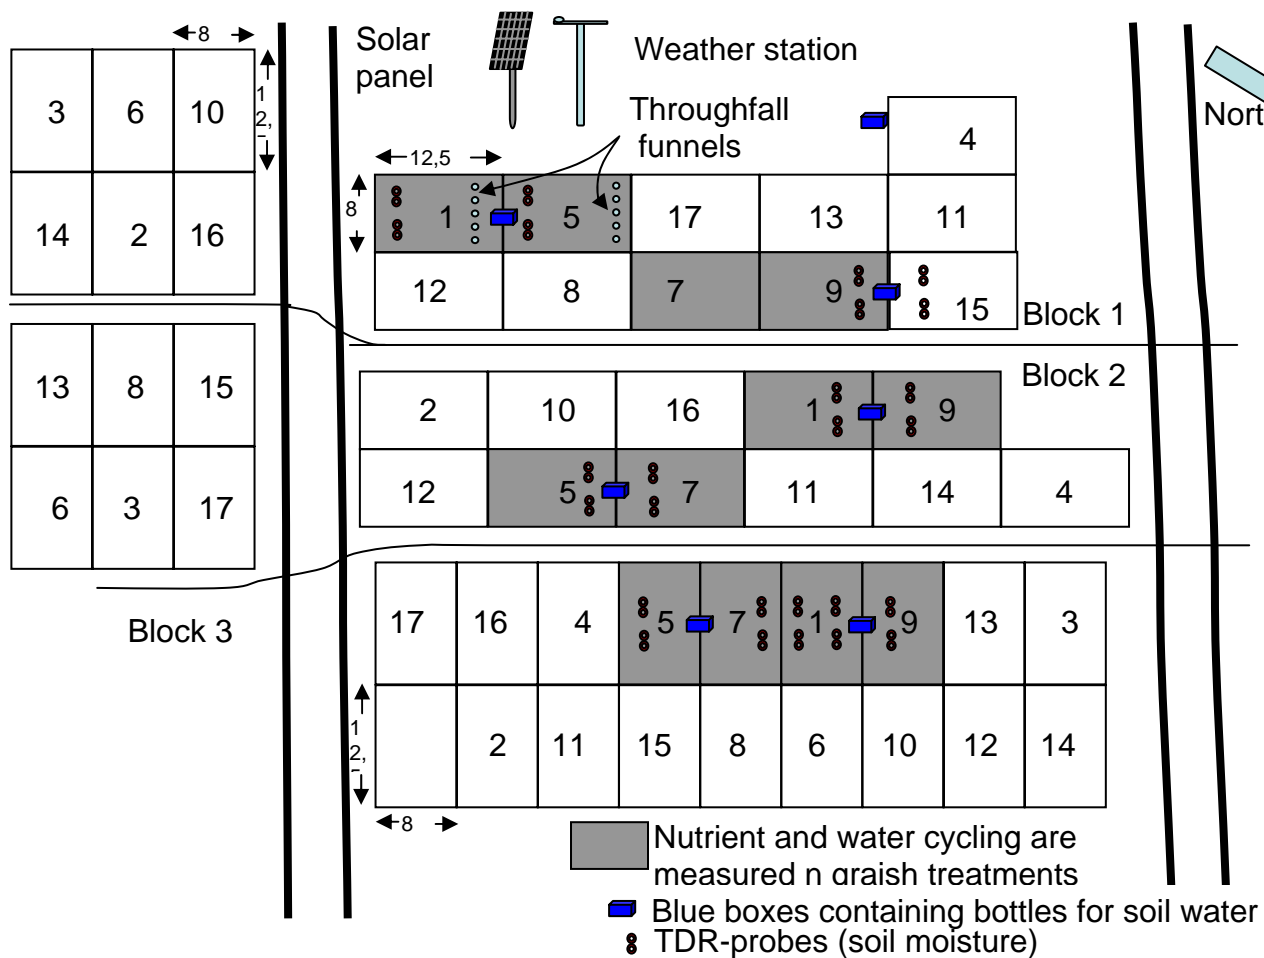 Solar
panel
Weather station
Throughfall
funnels
Nort
8
1
2,
3 6 10
14 2 16
12,5
8
4
1 5 17 13 11
12 8 7 9 15
Block 1
13 8 15
6 3 17
Block 2
2 10 16 1 9
12 5 7 11 14 4
Block 3
17 16 4 5 7 1 9 13 3
2 11 15 8 6 10 12 14
1
2,
8
Nutrient and water cycling are
measured n graish treatments
Blue boxes containing bottles for soil water
TDR-probes (soil moisture)